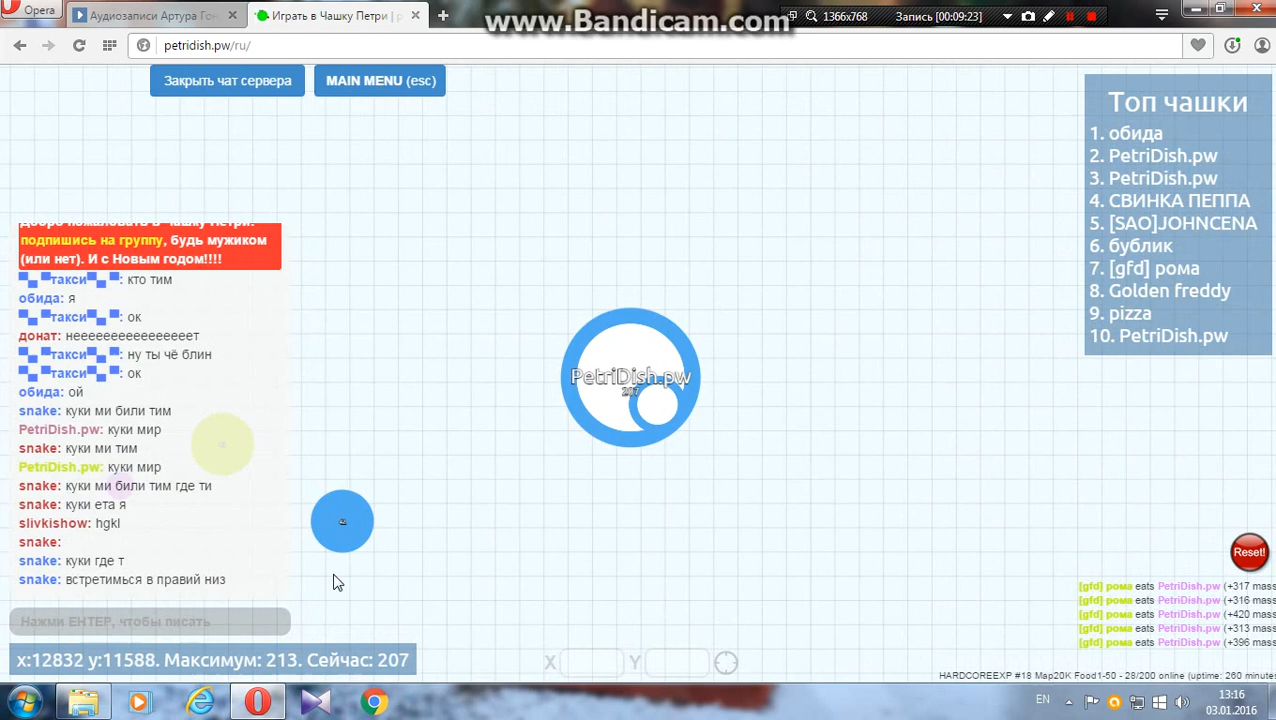 www.Bandicam.com
Opera
Аудиозаписи Артура Гон
Играть в Чашку Петри | p
1366x768
Запись [00:09:23]
petridish.pw/ru/
Закрыть чат сервера
MAIN MENU (esc)
Топ чашки
1. обида
2. PetriDish.pw
3. PetriDish.pw
4. СВИНКА ПЕППА
5. [SAO]JOHNCENA
6. бублик
7. [gfd] рома
8. Golden freddy
9. pizza
10. PetriDish.pw
Добро пожаловать в Чашку Петри!
подпишись на группу, будь мужиком
(или нет). И с Новым годом!!!!
▀▄▀такси▀▄▀: кто тим
обида: я
▀▄▀такси▀▄▀: ок
донат: нееееееееееееееет
▀▄▀такси▀▄▀: ну ты чё блин
▀▄▀такси▀▄▀: ок
обида: ой
snake: куки ми били тим
PetriDish.pw: куки мир
snake: куки ми тим
PetriDish.pw: куки мир
snake: куки ми били тим где ти
snake: куки ета я
slivkishow: hgkl
snake:
snake: куки где т
snake: встретимься в правий низ
Нажми ЕНТЕР, чтобы писать
x:12832 y:11588. Максимум: 213. Сейчас: 207
PetriDish.pw
207
X
Y
Reset!
[gfd] рома eats PetriDish.pw (+317 mass
[gfd] рома eats PetriDish.pw (+316 mass
[gfd] рома eats PetriDish.pw (+420 mass
[gfd] рома eats PetriDish.pw (+313 mass
[gfd] рома eats PetriDish.pw (+396 mass
HARDCOREXP #18 Map20K Food1-50 - 28/200 online (uptime: 260 minutes
EN
13:16
03.01.2016